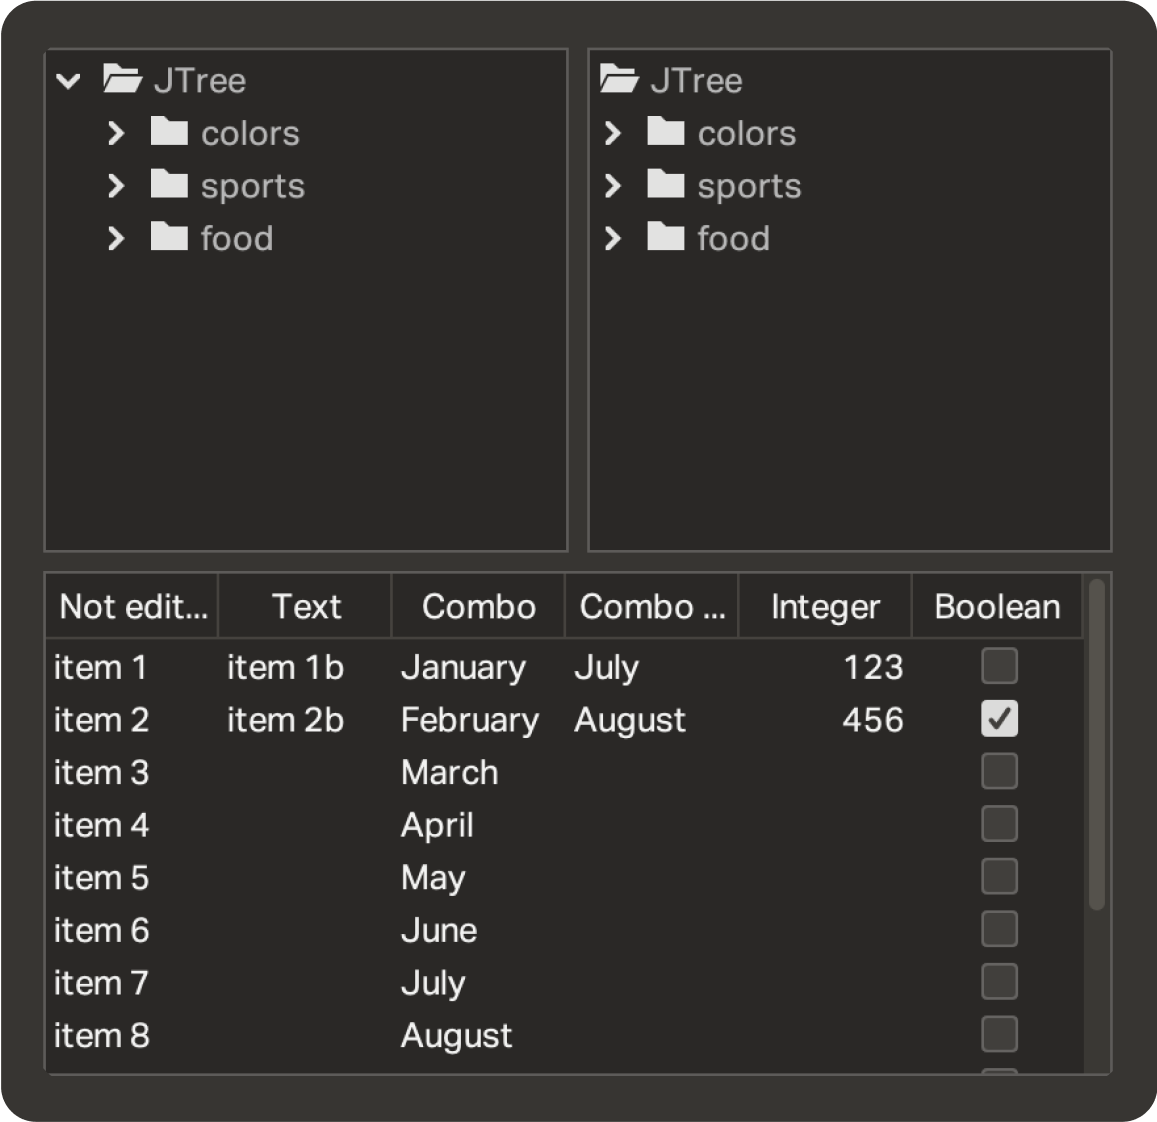 JTree
colors
sports
food
JTree
colors
sports
food
Not edit... Text Combo Combo ... Integer Boolean
item 1 item 1b January July 123
item 2 item 2b February August 456
item 3 March
item 4 April
item 5 May
item 6 June
item 7 July
item 8 August